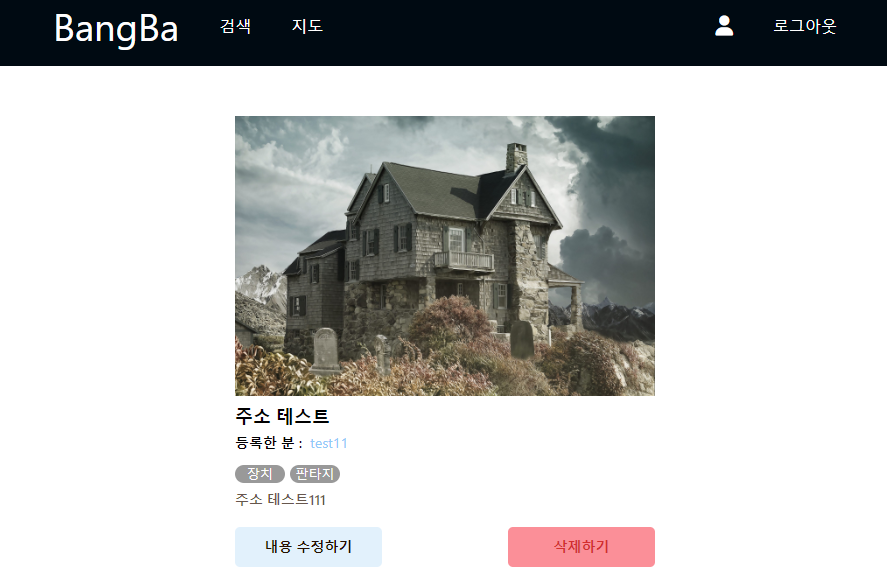 BangBa 검색 지도 로그아웃
주소 테스트
등록한 분 : test11
장치 판타지
주소 테스트111
내용 수정하기 삭제하기